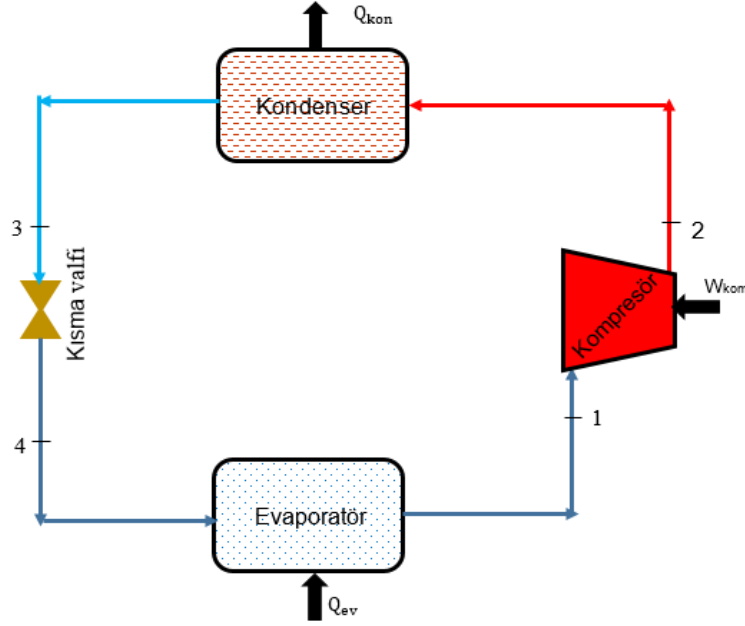 Qkon
Kondenser
3
2
Kısma valfi
Kompresör
Wkom
4
1
Evaporatör
Qev